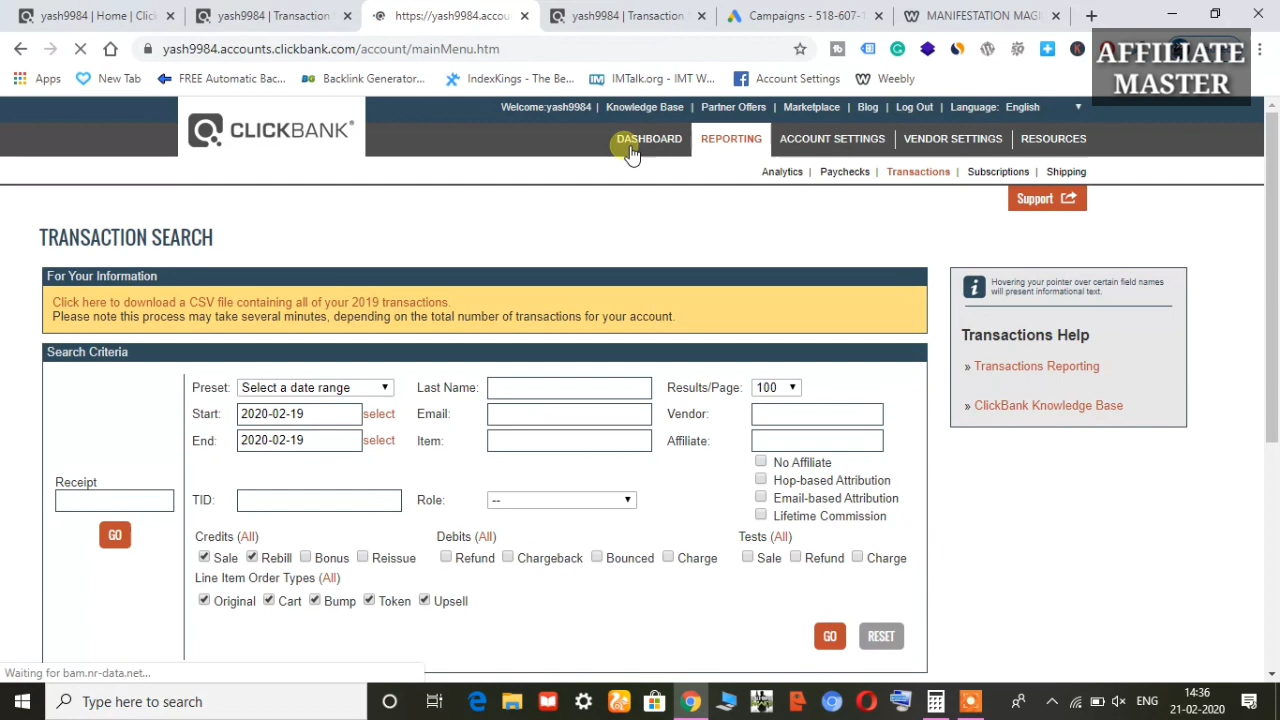 yash9984 | Home | Click
yash9984 | Transaction
https://yash9984.accou
yash9984 | Transaction
Campaigns - 518-607-1
MANIFESTATION MAGI
yash9984.accounts.clickbank.com/account/mainMenu.htm
AFFILIATE
MASTER
Apps
New Tab
FREE Automatic Bac...
Backlink Generator...
IndexKings - The Be...
IMTalk.org - IMT W...
Account Settings
Weebly
Welcome:yash9984 | Knowledge Base | Partner Offers | Marketplace | Blog | Log Out | Language: English
CLICKBANK®
DASHBOARD REPORTING ACCOUNT SETTINGS VENDOR SETTINGS RESOURCES
Analytics | Paychecks | Transactions | Subscriptions | Shipping
Support
TRANSACTION SEARCH
For Your Information
Click here to download a CSV file containing all of your 2019 transactions.
Please note this process may take several minutes, depending on the total number of transactions for your account.
Hovering your pointer over certain field names
will present informational text.
Transactions Help
» Transactions Reporting
» ClickBank Knowledge Base
Search Criteria
Preset: Select a date range Last Name: Results/Page: 100
Start: 2020-02-19 select Email: Vendor:
End: 2020-02-19 select Item: Affiliate:
No Affiliate
Hop-based Attribution
Email-based Attribution
Lifetime Commission
Receipt
GO
TID: Role: --
Credits (All) Debits (All) Tests (All)
Sale Rebill Bonus Reissue Refund Chargeback Bounced Charge Sale Refund Charge
Line Item Order Types (All)
Original Cart Bump Token Upsell
GO RESET
Waiting for bam.nr-data.net...
Type here to search
ENG
14:36
21-02-2020